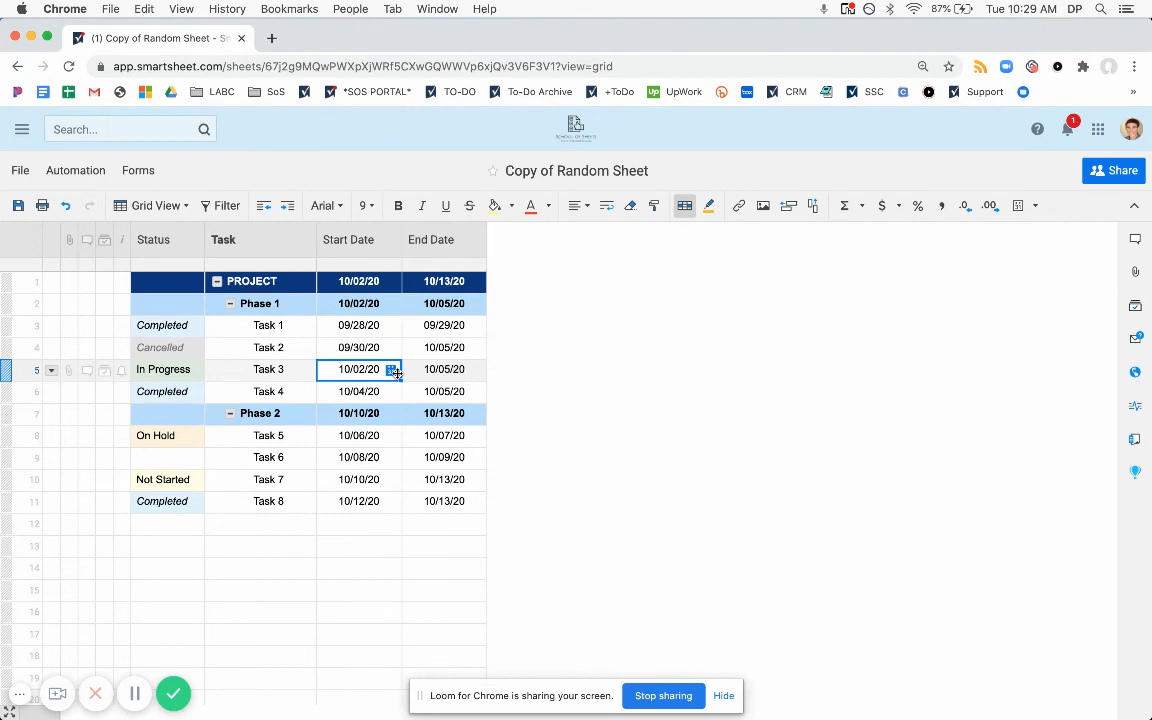 Chrome File Edit View History Bookmarks People Tab Window Help 87% Tue 10:29 AM DP
(1) Copy of Random Sheet - Sm
app.smartsheet.com/sheets/67j2g9MQwPWXpXjWRf5CXwGQWWVp6xjQv3V6F3V1?view=grid
LABC SoS *SOS PORTAL* TO-DO To-Do Archive +ToDo UpWork CRM SSC Support »
Search... SCHOOL OF SHEETS 1
File Automation Forms Copy of Random Sheet Share
Grid View Filter Arial 9 B I U S A Σ $ % , .0 .00
Status Task Start Date End Date
1 PROJECT 10/02/20 10/13/20
2 Phase 1 10/02/20 10/05/20
3 Completed Task 1 09/28/20 09/29/20
4 Cancelled Task 2 09/30/20 10/05/20
5 In Progress Task 3 10/02/20 10/05/20
6 Completed Task 4 10/04/20 10/05/20
7 Phase 2 10/10/20 10/13/20
8 On Hold Task 5 10/06/20 10/07/20
9 Task 6 10/08/20 10/09/20
10 Not Started Task 7 10/10/20 10/13/20
11 Completed Task 8 10/12/20 10/13/20
12
13
14
15
16
17
18
19
20
Loom for Chrome is sharing your screen. Stop sharing Hide